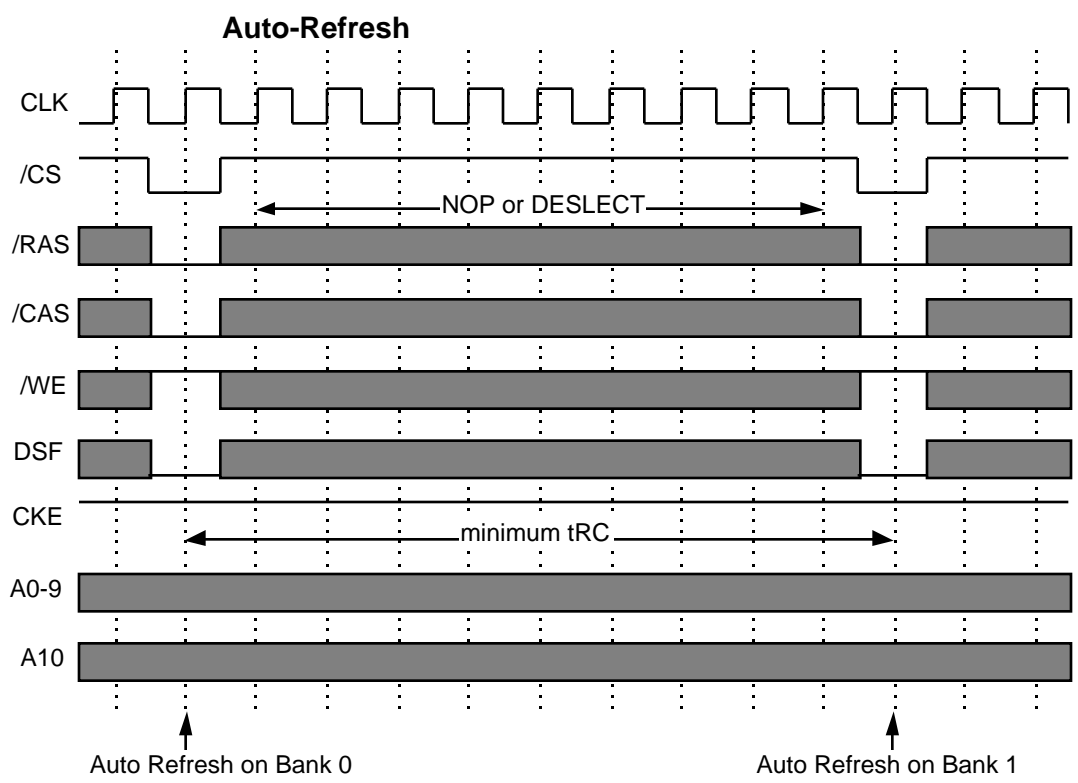 Auto-Refresh
CLK
/CS
NOP or DESLECT
/RAS
/CAS
/WE
DSF
CKE
minimum tRC
A0-9
A10
Auto Refresh on Bank 0
Auto Refresh on Bank 1